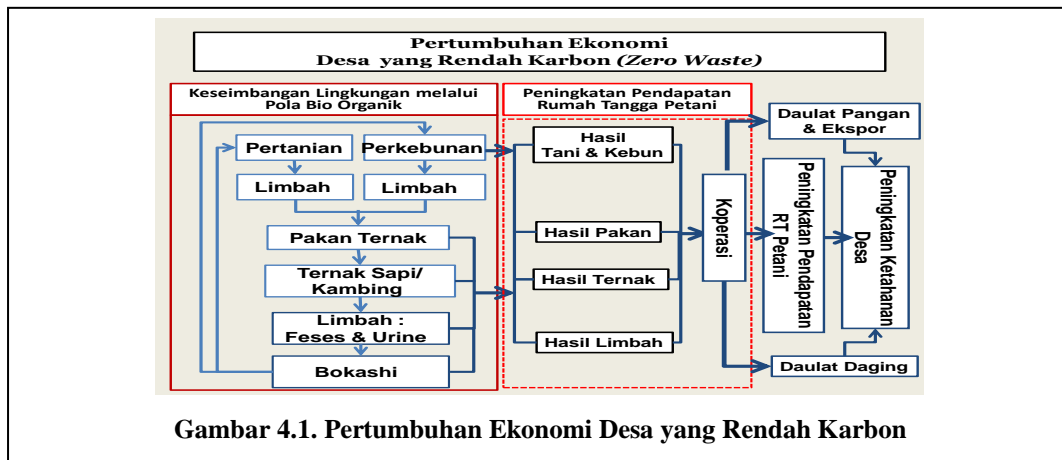 Pertumbuhan Ekonomi
Desa yang Rendah Karbon (Zero Waste)
Keseimbangan Lingkungan melalui
Pola Bio Organik
Peningkatan Pendapatan
Rumah Tangga Petani
Pertanian
Perkebunan
Limbah
Limbah
Pakan Ternak
Ternak Sapi/
Kambing
Limbah :
Feses & Urine
Bokashi
Hasil
Tani & Kebun
Hasil Pakan
Hasil Ternak
Hasil Limbah
Koperasi
Daulat Pangan
& Ekspor
Peningkatan Pendapatan
RT Petani
Peningkatan Ketahanan
Desa
Daulat Daging
Gambar 4.1. Pertumbuhan Ekonomi Desa yang Rendah Karbon